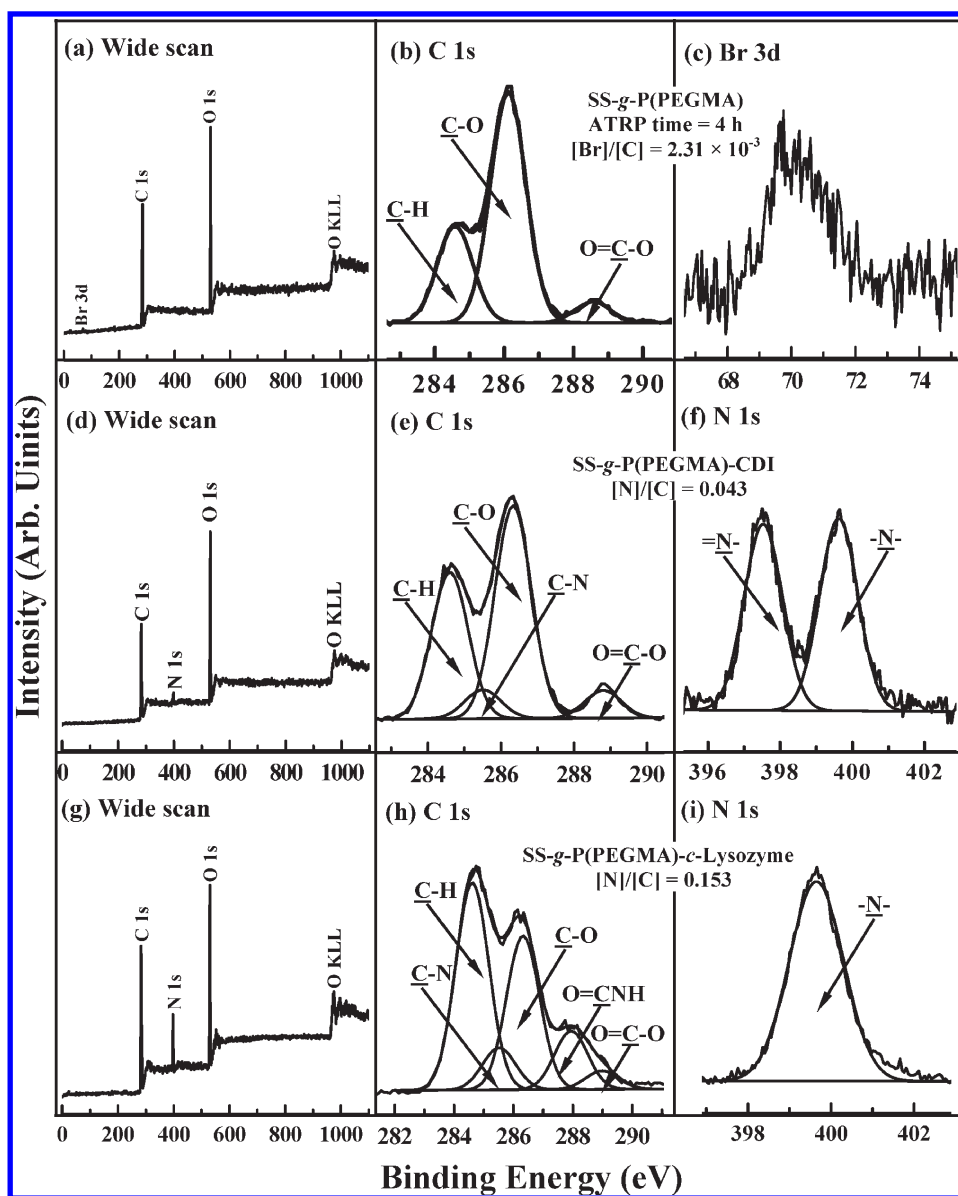 Intensity (Arb. Uinits)
(a) Wide scan
Br 3d
C 1s
O 1s
O KLL
0 200 400 600 800 1000
(b) C 1s
C-H
C-O
O=C-O
284 286 288 290
(c) Br 3d
SS-g-P(PEGMA)
ATRP time = 4 h
[Br]/[C] = 2.31 × 10⁻³
68 70 72 74
(d) Wide scan
C 1s
N 1s
O 1s
O KLL
0 200 400 600 800 1000
(e) C 1s
C-O
C-H
C-N
O=C-O
284 286 288 290
(f) N 1s
SS-g-P(PEGMA)-CDI
[N]/[C] = 0.043
=N-
-N-
396 398 400 402
(g) Wide scan
C 1s
N 1s
O 1s
O KLL
0 200 400 600 800 1000
(h) C 1s
C-H
C-N
C-O
O=CNH
O=C-O
282 284 286 288 290
(i) N 1s
SS-g-P(PEGMA)-c-Lysozyme
[N]/[C] = 0.153
-N-
398 400 402
Binding Energy (eV)